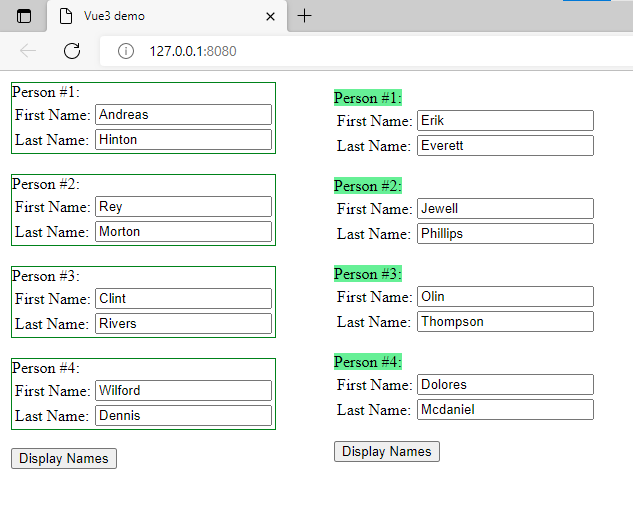 Vue3 demo
127.0.0.1:8080
Person #1:
First Name: Andreas
Last Name: Hinton
Person #2:
First Name: Rey
Last Name: Morton
Person #3:
First Name: Clint
Last Name: Rivers
Person #4:
First Name: Wilford
Last Name: Dennis
Display Names
Person #1:
First Name: Erik
Last Name: Everett
Person #2:
First Name: Jewell
Last Name: Phillips
Person #3:
First Name: Olin
Last Name: Thompson
Person #4:
First Name: Dolores
Last Name: Mcdaniel
Display Names